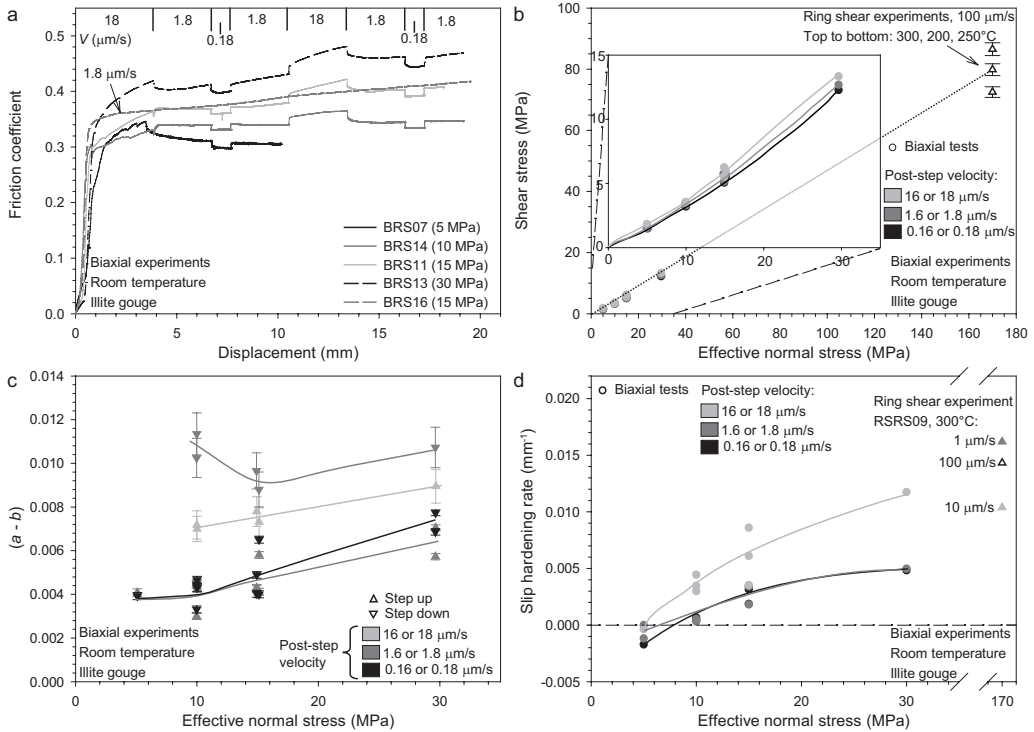 a
18
1.8
1.8
18
1.8
1.8
V (μm/s)
0.18
0.18
0.5
0.4
0.3
0.2
0.1
0.0
Friction coefficient
1.8 μm/s
BRS07 (5 MPa)
BRS14 (10 MPa)
BRS11 (15 MPa)
BRS13 (30 MPa)
BRS16 (15 MPa)
Biaxial experiments
Room temperature
Illite gouge
0 5 10 15 20
Displacement (mm)
b
Ring shear experiments, 100 μm/s
Top to bottom: 300, 200, 250°C
100
80
60
40
20
20
0
Shear stress (MPa)
15
10
5
0
0 10 20 30
Biaxial tests
Post-step velocity:
16 or 18 μm/s
1.6 or 1.8 μm/s
0.16 or 0.18 μm/s
Biaxial experiments
Room temperature
Illite gouge
0 20 40 60 80 100 120 140 160 180
Effective normal stress (MPa)
c
0.014
0.012
0.010
0.008
0.006
0.004
0.002
0.000
(a - b)
Step up
Step down
Post-step
velocity
16 or 18 μm/s
1.6 or 1.8 μm/s
0.16 or 0.18 μm/s
Biaxial experiments
Room temperature
Illite gouge
0 10 20 30
Effective normal stress (MPa)
d
0.020
0.015
0.010
0.005
0.000
-0.005
Slip hardening rate (mm⁻¹)
Biaxial tests
Post-step velocity:
16 or 18 μm/s
1.6 or 1.8 μm/s
0.16 or 0.18 μm/s
Ring shear experiment
RSRS09, 300°C:
1 μm/s
100 μm/s
10 μm/s
Biaxial experiments
Room temperature
Illite gouge
0 10 20 30 170
Effective normal stress (MPa)